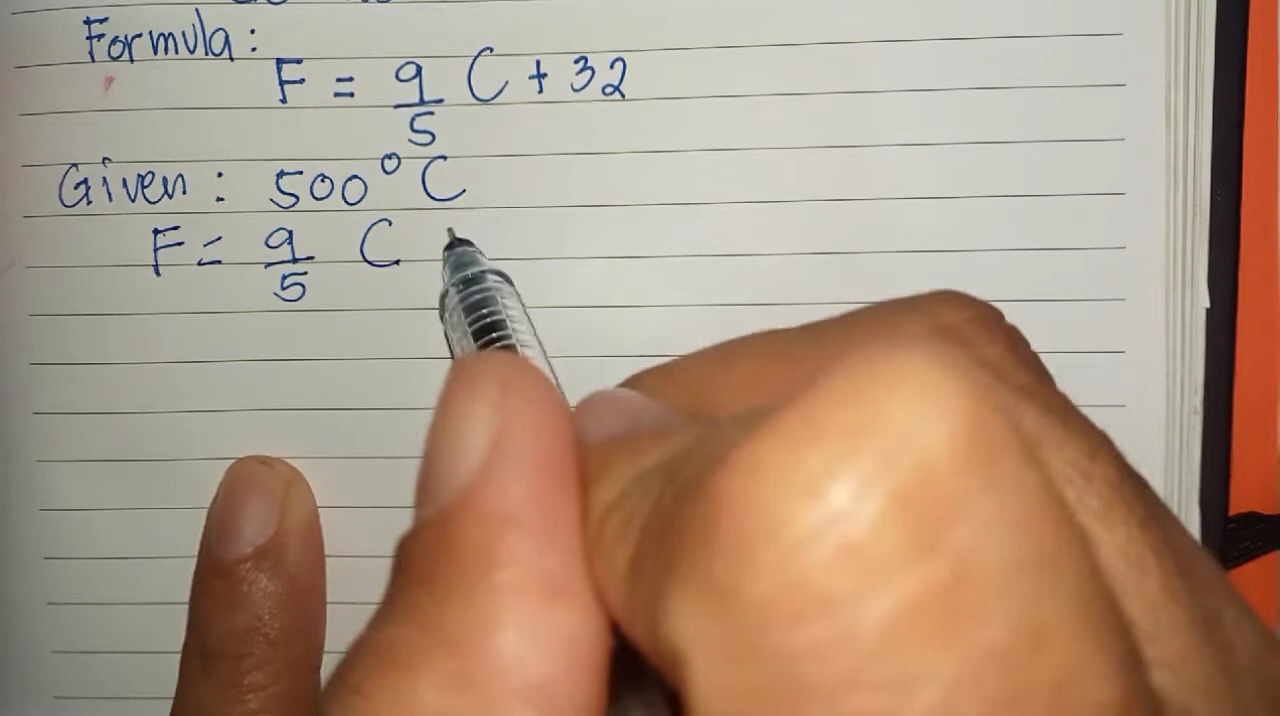 Formula:
F = 9/5 C + 32
Given: 500°C
F = 9/5 C